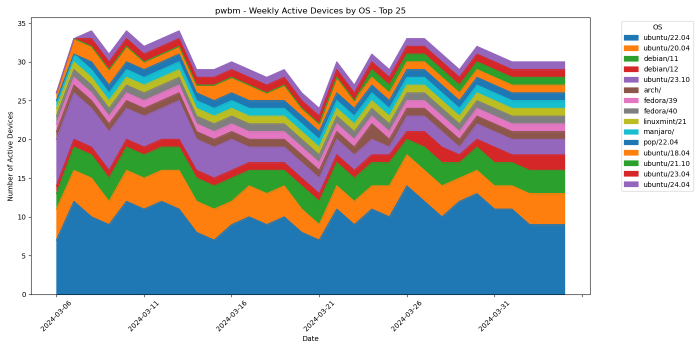 pwbm - Weekly Active Devices by OS - Top 25
35
30
25
20
15
10
5
0
Number of Active Devices
2024-03-06
2024-03-11
2024-03-16
2024-03-21
2024-03-26
2024-03-31
Date
OS
ubuntu/22.04
ubuntu/20.04
debian/11
debian/12
ubuntu/23.10
arch/
fedora/39
fedora/40
linuxmint/21
manjaro/
pop/22.04
ubuntu/18.04
ubuntu/21.10
ubuntu/23.04
ubuntu/24.04